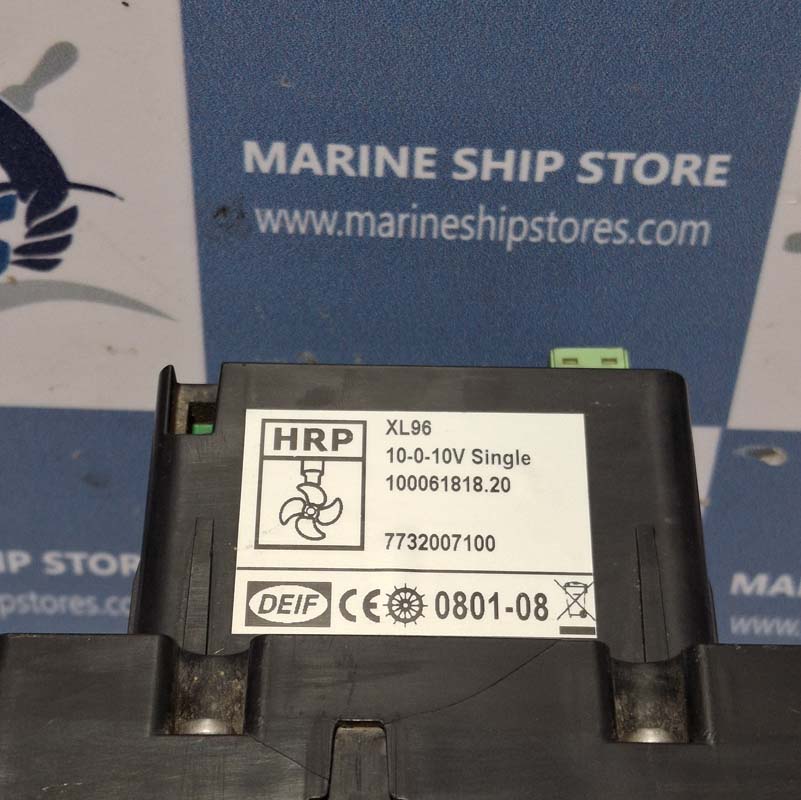 MARINE SHIP STORE
www.marineshipstores.com
HRP
XL96
10-0-10V Single
100061818.20
7732007100
DEIF CE 0801-08